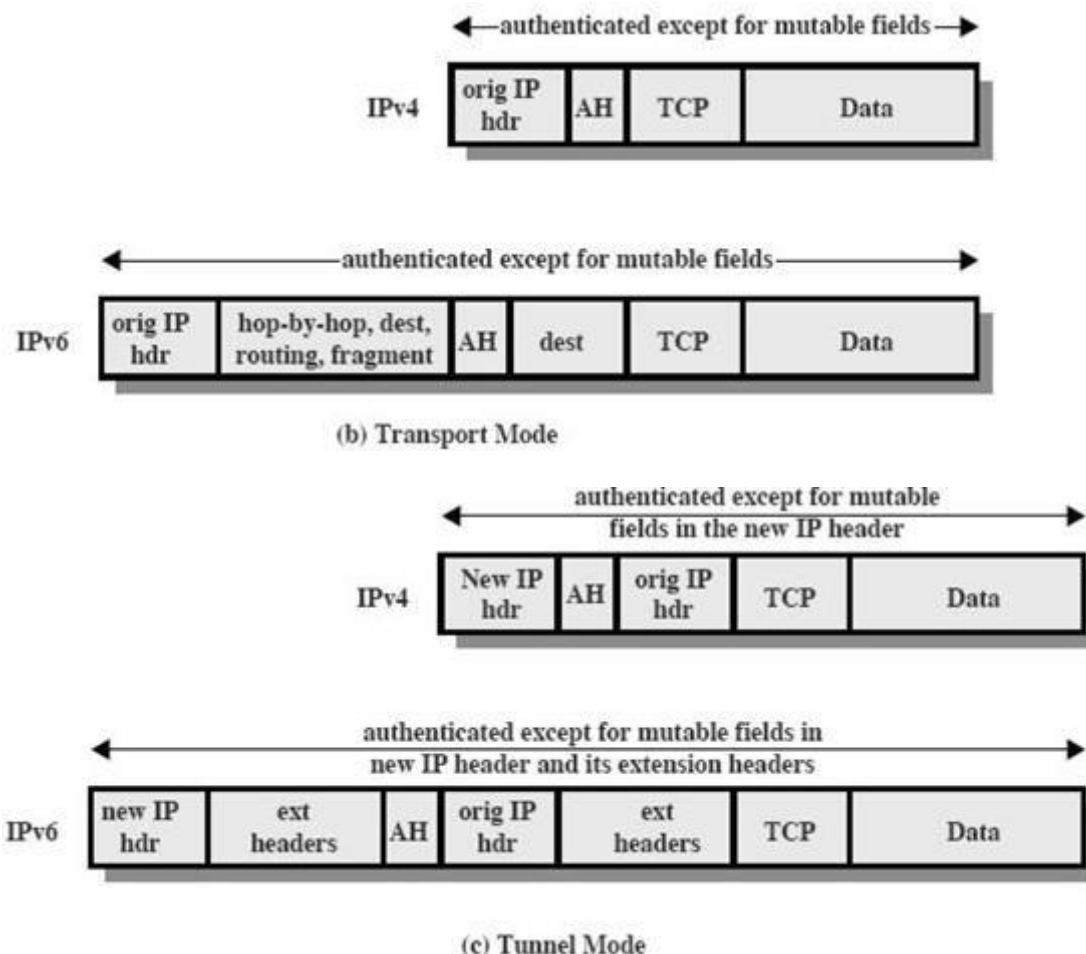 authenticated except for mutable fields
IPv4
orig IP
hdr
AH
TCP
Data
authenticated except for mutable fields
IPv6
orig IP
hdr
hop-by-hop, dest,
routing, fragment
AH
dest
TCP
Data
(b) Transport Mode
authenticated except for mutable
fields in the new IP header
IPv4
New IP
hdr
AH
orig IP
hdr
TCP
Data
authenticated except for mutable fields in
new IP header and its extension headers
IPv6
new IP
hdr
ext
headers
AH
orig IP
hdr
ext
headers
TCP
Data
(c) Tunnel Mode